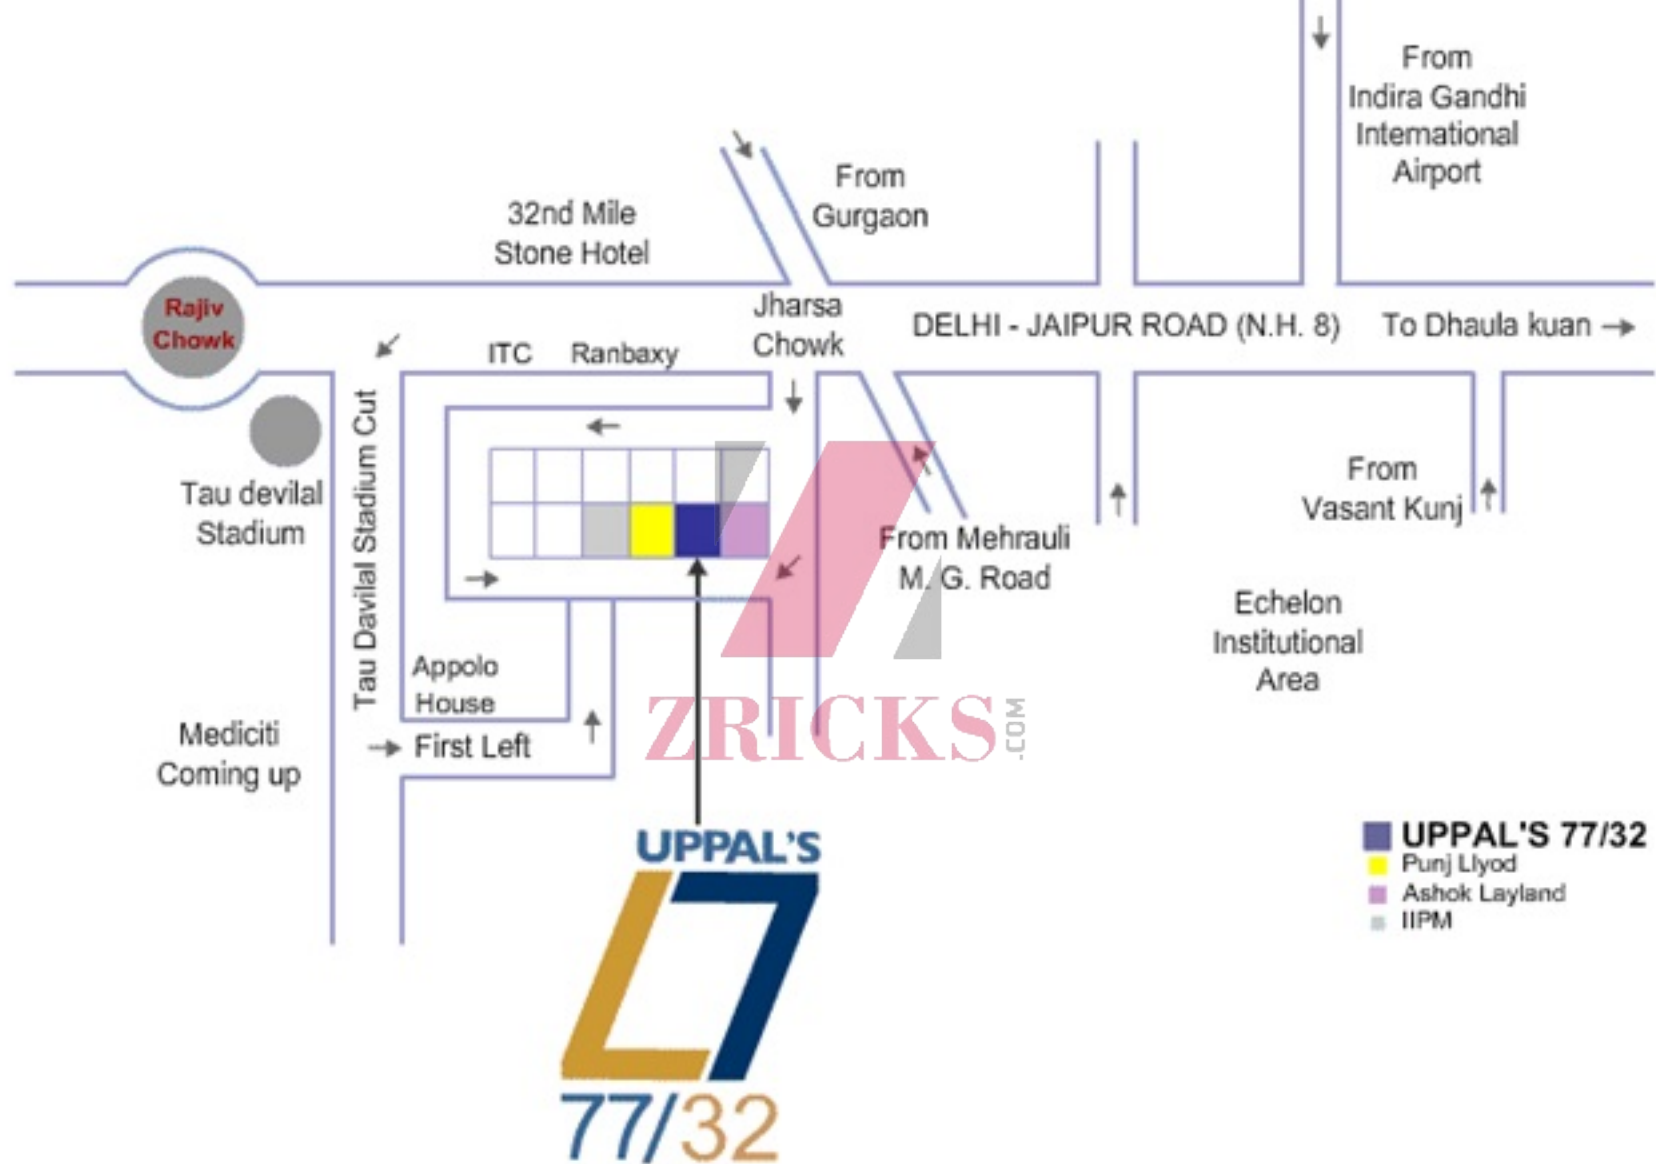 From
Indira Gandhi
International
Airport
From
Gurgaon
32nd Mile
Stone Hotel
Rajiv
Chowk
Jharsa
Chowk
DELHI - JAIPUR ROAD (N.H. 8)
To Dhaula kuan
ITC
Ranbaxy
Tau Davilal Stadium Cut
Tau devilal
Stadium
From
Vasant Kunj
From Mehrauli
M. G. Road
Echelon
Institutional
Area
Appolo
House
First Left
Mediciti
Coming up
ZRICKS.COM
UPPAL'S
77/32
UPPAL'S 77/32
Punj Llyod
Ashok Layland
IIPM